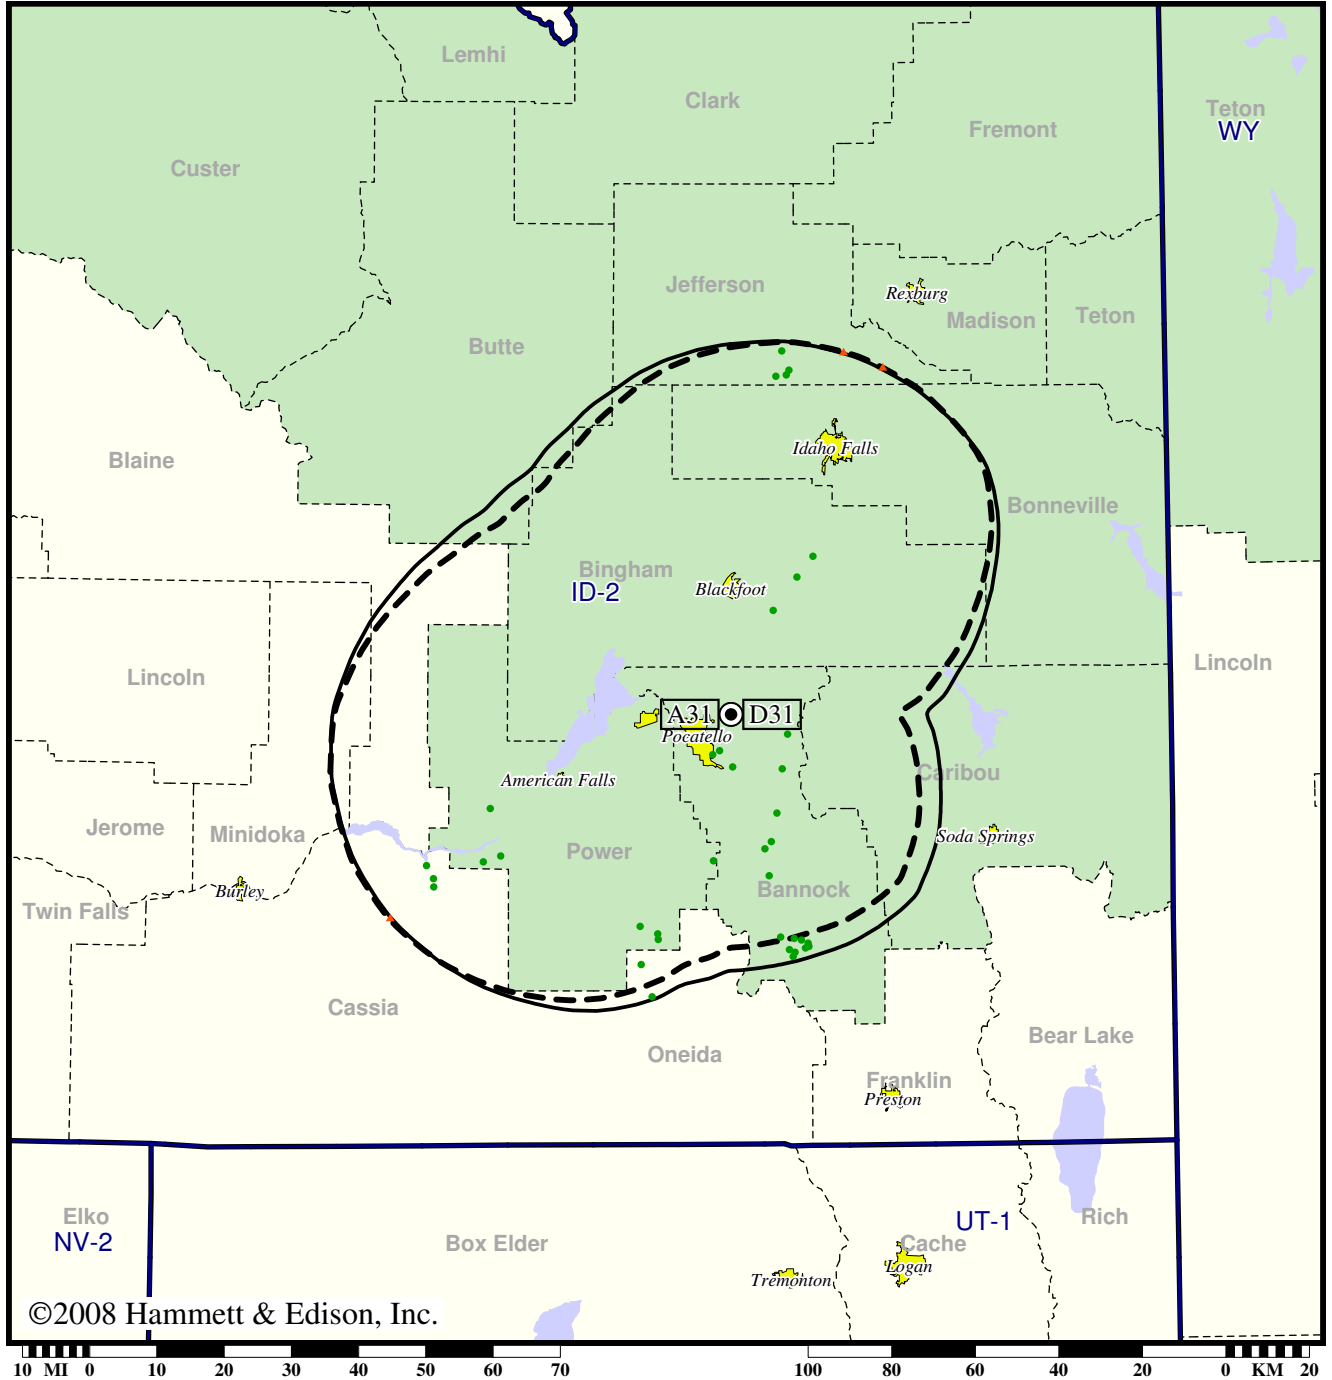 Lemhi
Clark
Teton
WY
Fremont
Custer
Jefferson
Rexburg
Madison
Teton
Butte
Blaine
Idaho Falls
Bonneville
Bingham
ID-2
Blackfoot
Lincoln
Lincoln
A31
D31
Pocatello
American Falls
Caribou
Jerome
Minidoka
Soda Springs
Power
Burley
Bannock
Twin Falls
Cassia
Bear Lake
Oneida
Franklin
Preston
Elko
NV-2
Box Elder
UT-1
Rich
Cache
Logan
Tremonton
©2008 Hammett & Edison, Inc.
10 MI 0 10 20 30 40 50 60 70 100 80 60 40 20 0 KM 20